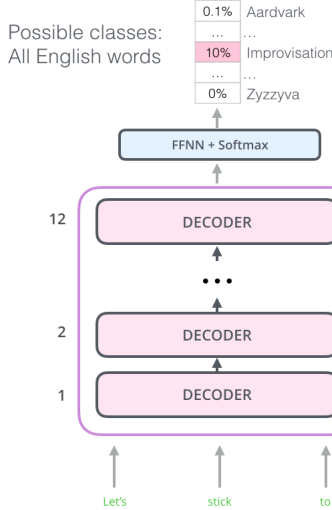 Possible classes:
All English words
0.1% Aardvark
... ...
10% Improvisation
... ...
0% Zyzzyva
FFNN + Softmax
12 DECODER
...
2 DECODER
1 DECODER
Let's stick to